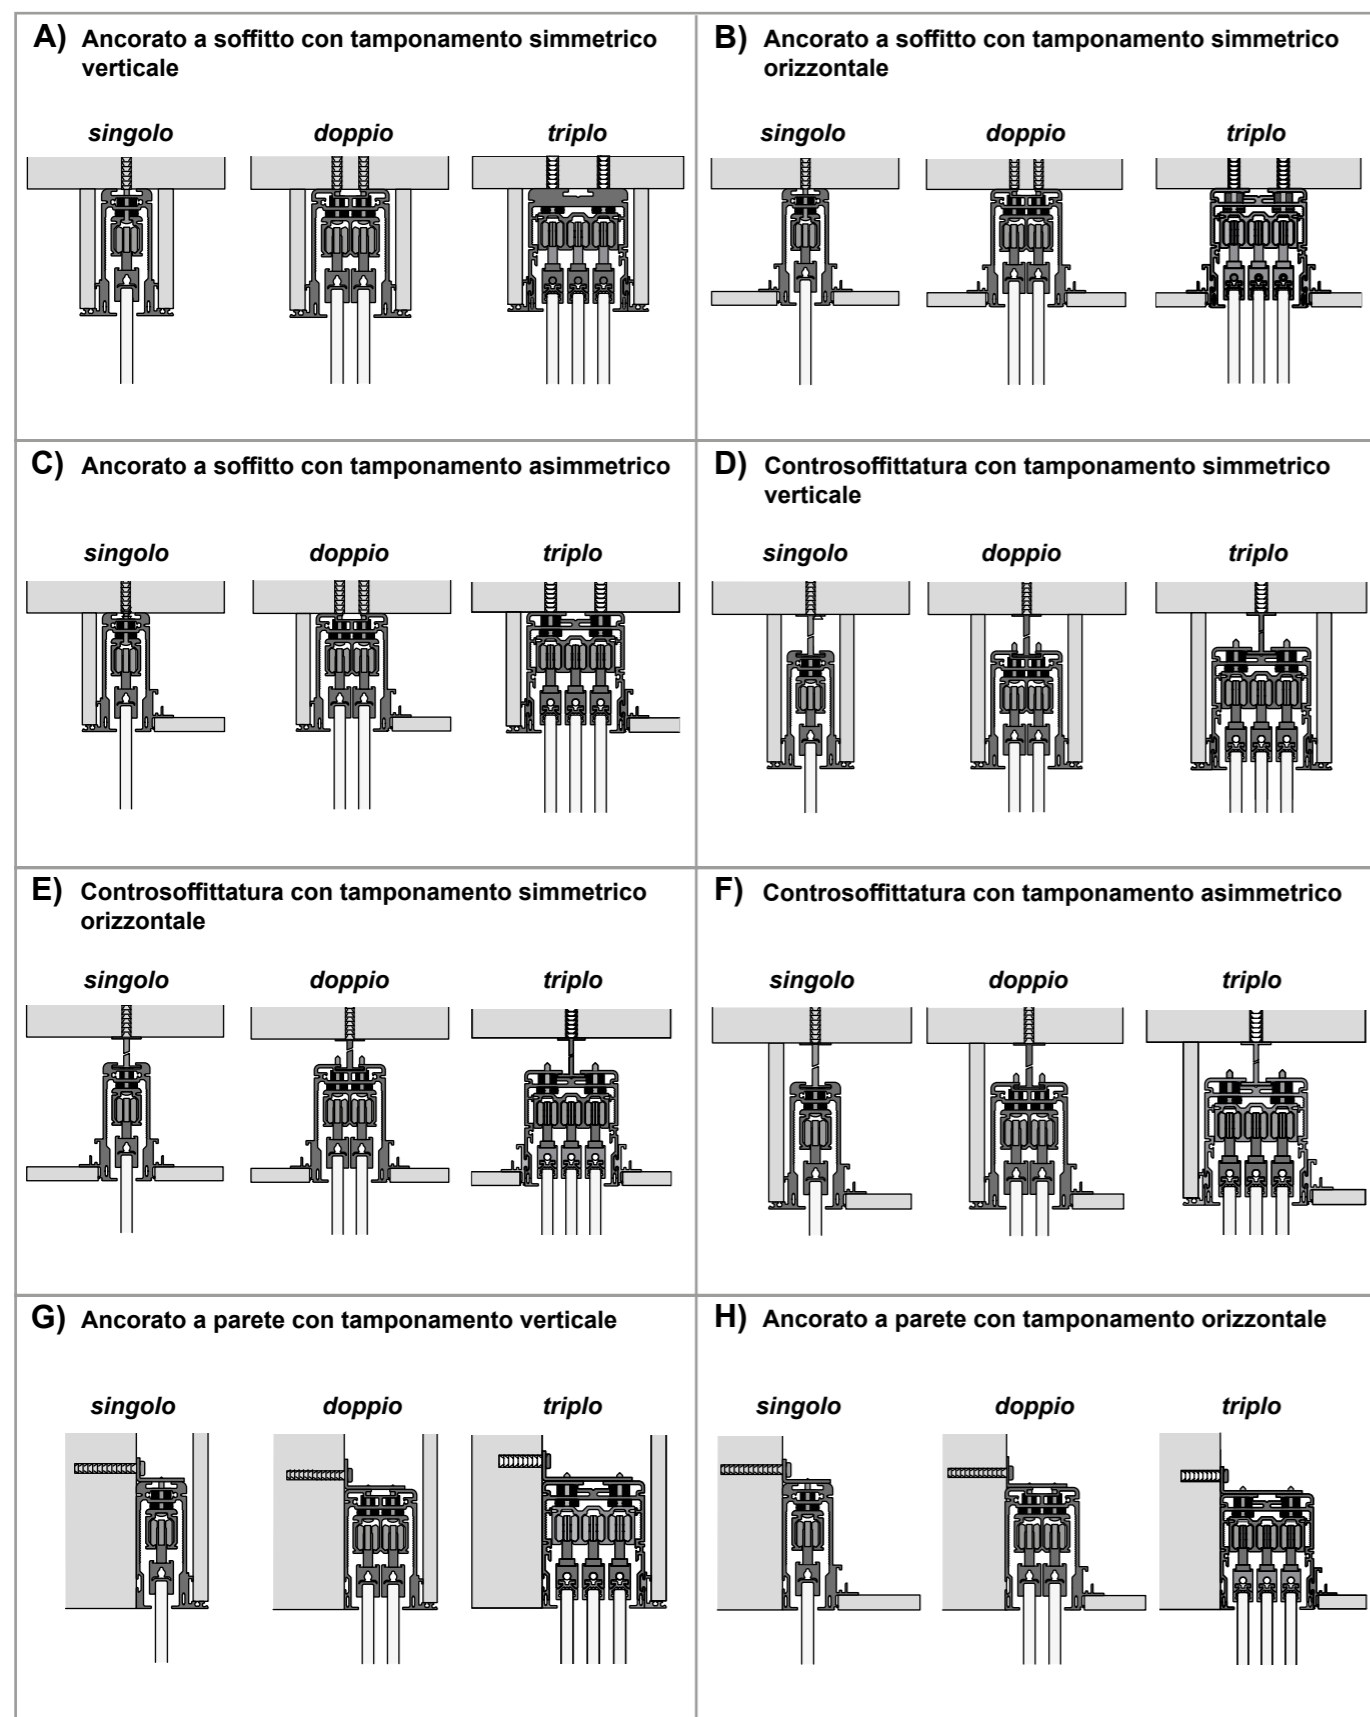 A) Ancorato a soffitto con tamponamento simmetrico
verticale
singolo doppio triplo
B) Ancorato a soffitto con tamponamento simmetrico
orizzontale
singolo doppio triplo
C) Ancorato a soffitto con tamponamento asimmetrico
singolo doppio triplo
D) Controsoffittatura con tamponamento simmetrico
verticale
singolo doppio triplo
E) Controsoffittatura con tamponamento simmetrico
orizzontale
singolo doppio triplo
F) Controsoffittatura con tamponamento asimmetrico
singolo doppio triplo
G) Ancorato a parete con tamponamento verticale
singolo doppio triplo
H) Ancorato a parete con tamponamento orizzontale
singolo doppio triplo